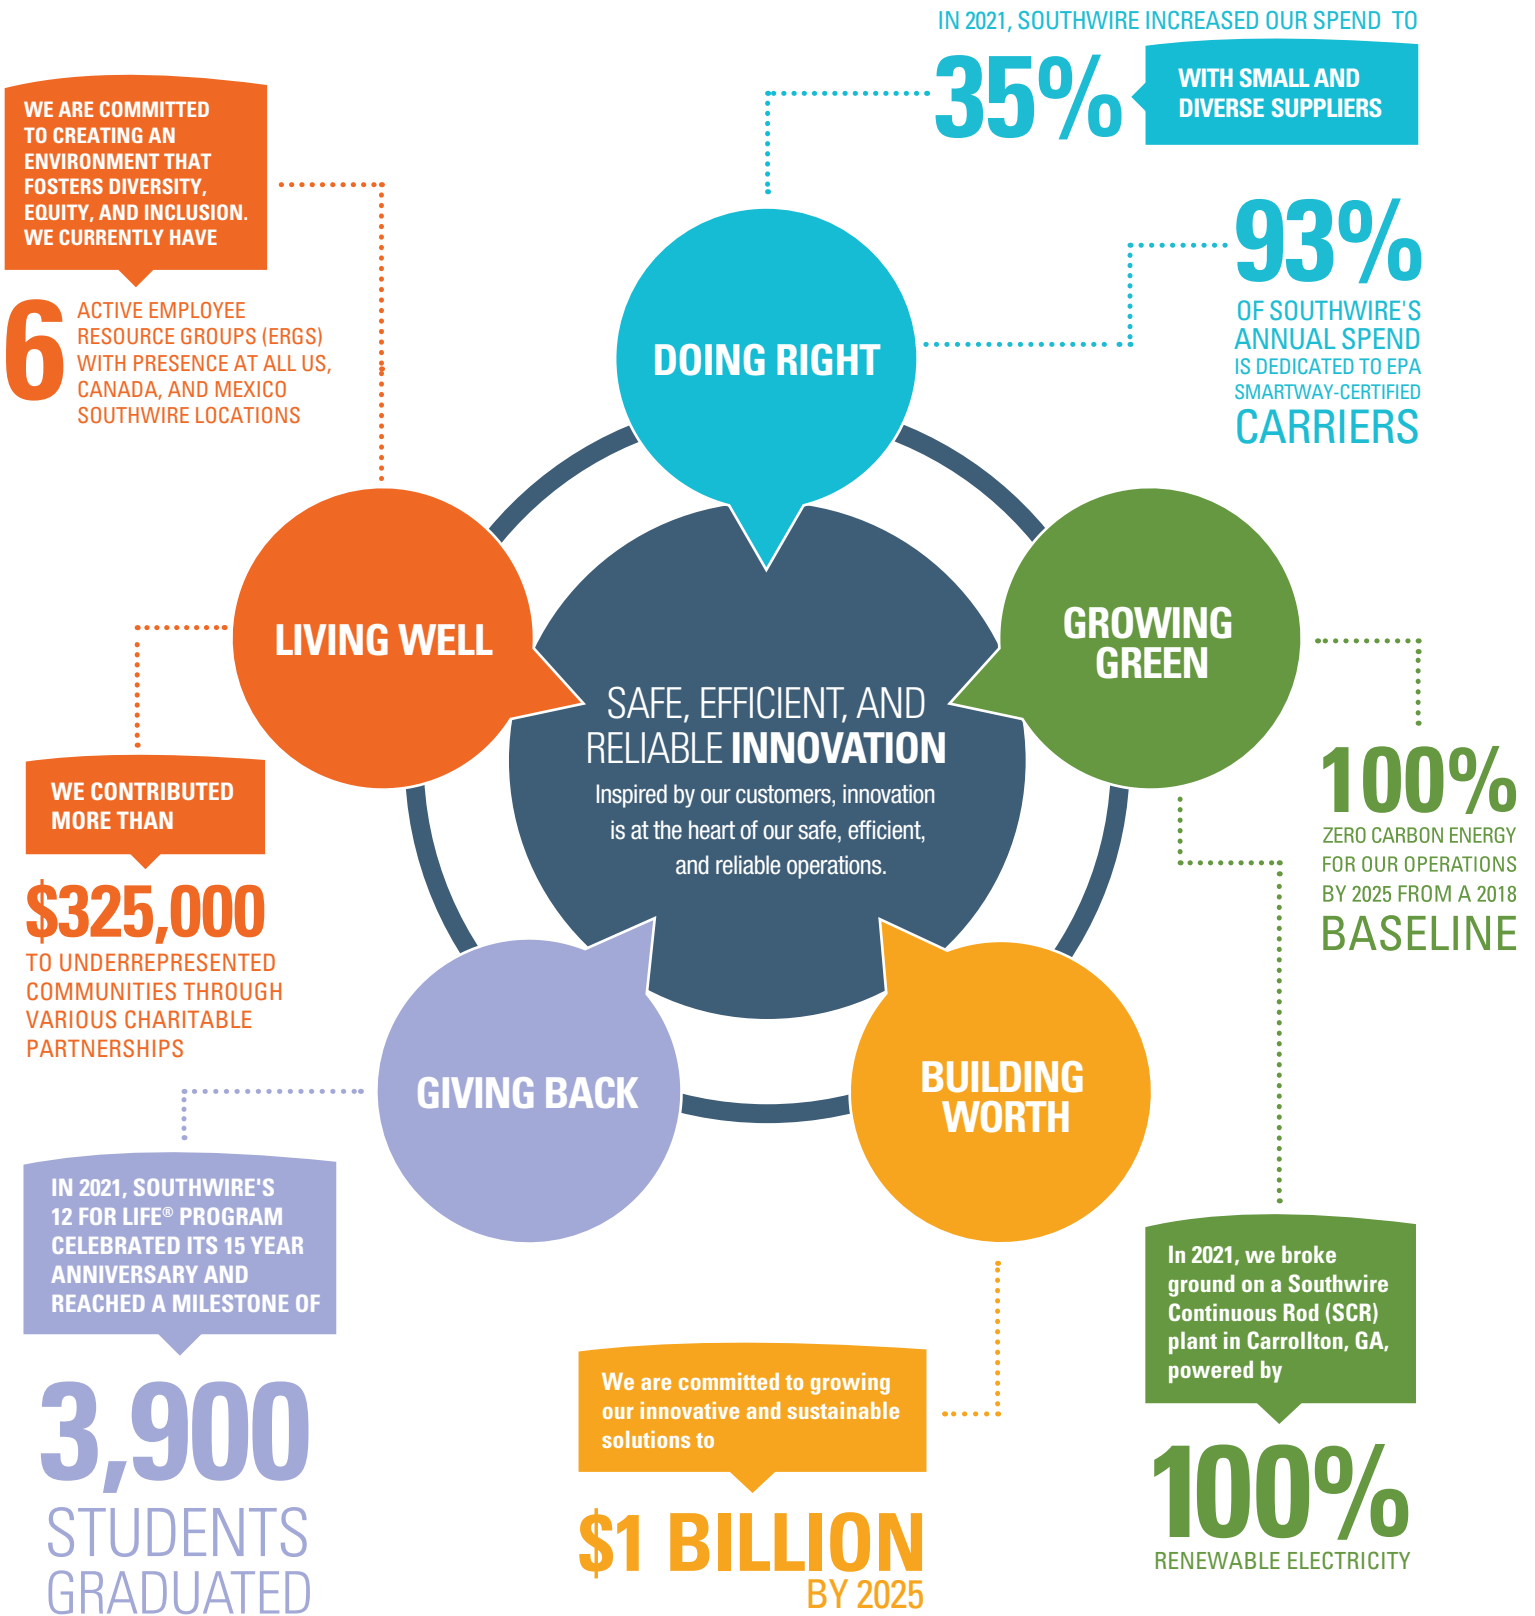 IN 2021, SOUTHWIRE INCREASED OUR SPEND TO
35%
WITH SMALL AND
DIVERSE SUPPLIERS
93%
OF SOUTHWIRE'S
ANNUAL SPEND
IS DEDICATED TO EPA
SMARTWAY-CERTIFIED
CARRIERS
WE ARE COMMITTED
TO CREATING AN
ENVIRONMENT THAT
FOSTERS DIVERSITY,
EQUITY, AND INCLUSION.
WE CURRENTLY HAVE
6
ACTIVE EMPLOYEE
RESOURCE GROUPS (ERGS)
WITH PRESENCE AT ALL US,
CANADA, AND MEXICO
SOUTHWIRE LOCATIONS
DOING RIGHT
LIVING WELL
GROWING
GREEN
SAFE, EFFICIENT, AND
RELIABLE INNOVATION
Inspired by our customers, innovation
is at the heart of our safe, efficient,
and reliable operations.
WE CONTRIBUTED
MORE THAN
$325,000
TO UNDERREPRESENTED
COMMUNITIES THROUGH
VARIOUS CHARITABLE
PARTNERSHIPS
100%
ZERO CARBON ENERGY
FOR OUR OPERATIONS
BY 2025 FROM A 2018
BASELINE
GIVING BACK
BUILDING
WORTH
IN 2021, SOUTHWIRE'S
12 FOR LIFE® PROGRAM
CELEBRATED ITS 15 YEAR
ANNIVERSARY AND
REACHED A MILESTONE OF
3,900
STUDENTS
GRADUATED
We are committed to growing
our innovative and sustainable
solutions to
$1 BILLION
BY 2025
In 2021, we broke
ground on a Southwire
Continuous Rod (SCR)
plant in Carrollton, GA,
powered by
100%
RENEWABLE ELECTRICITY